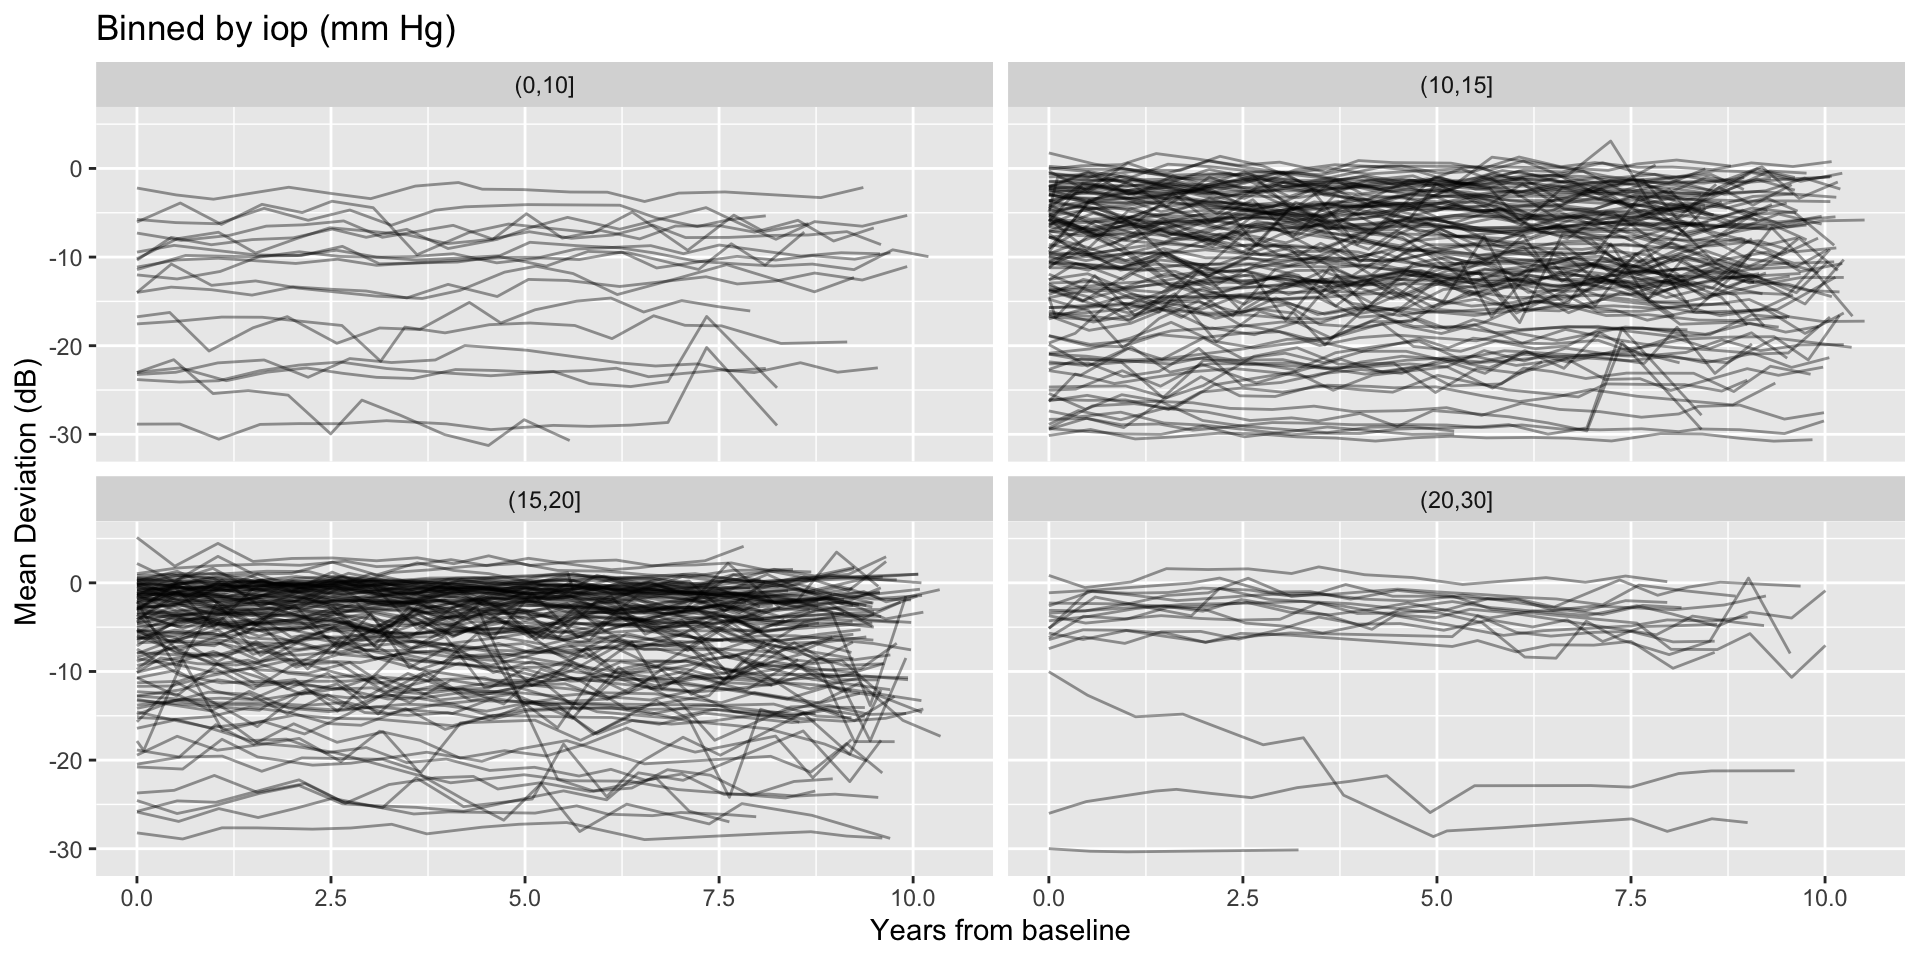 Binned by iop (mm Hg)
(0,10]
(10,15]
0
-10
-20
-30
(15,20]
(20,30]
0
-10
-20
-30
Mean Deviation (dB)
0.0 2.5 5.0 7.5 10.0
0.0 2.5 5.0 7.5 10.0
Years from baseline